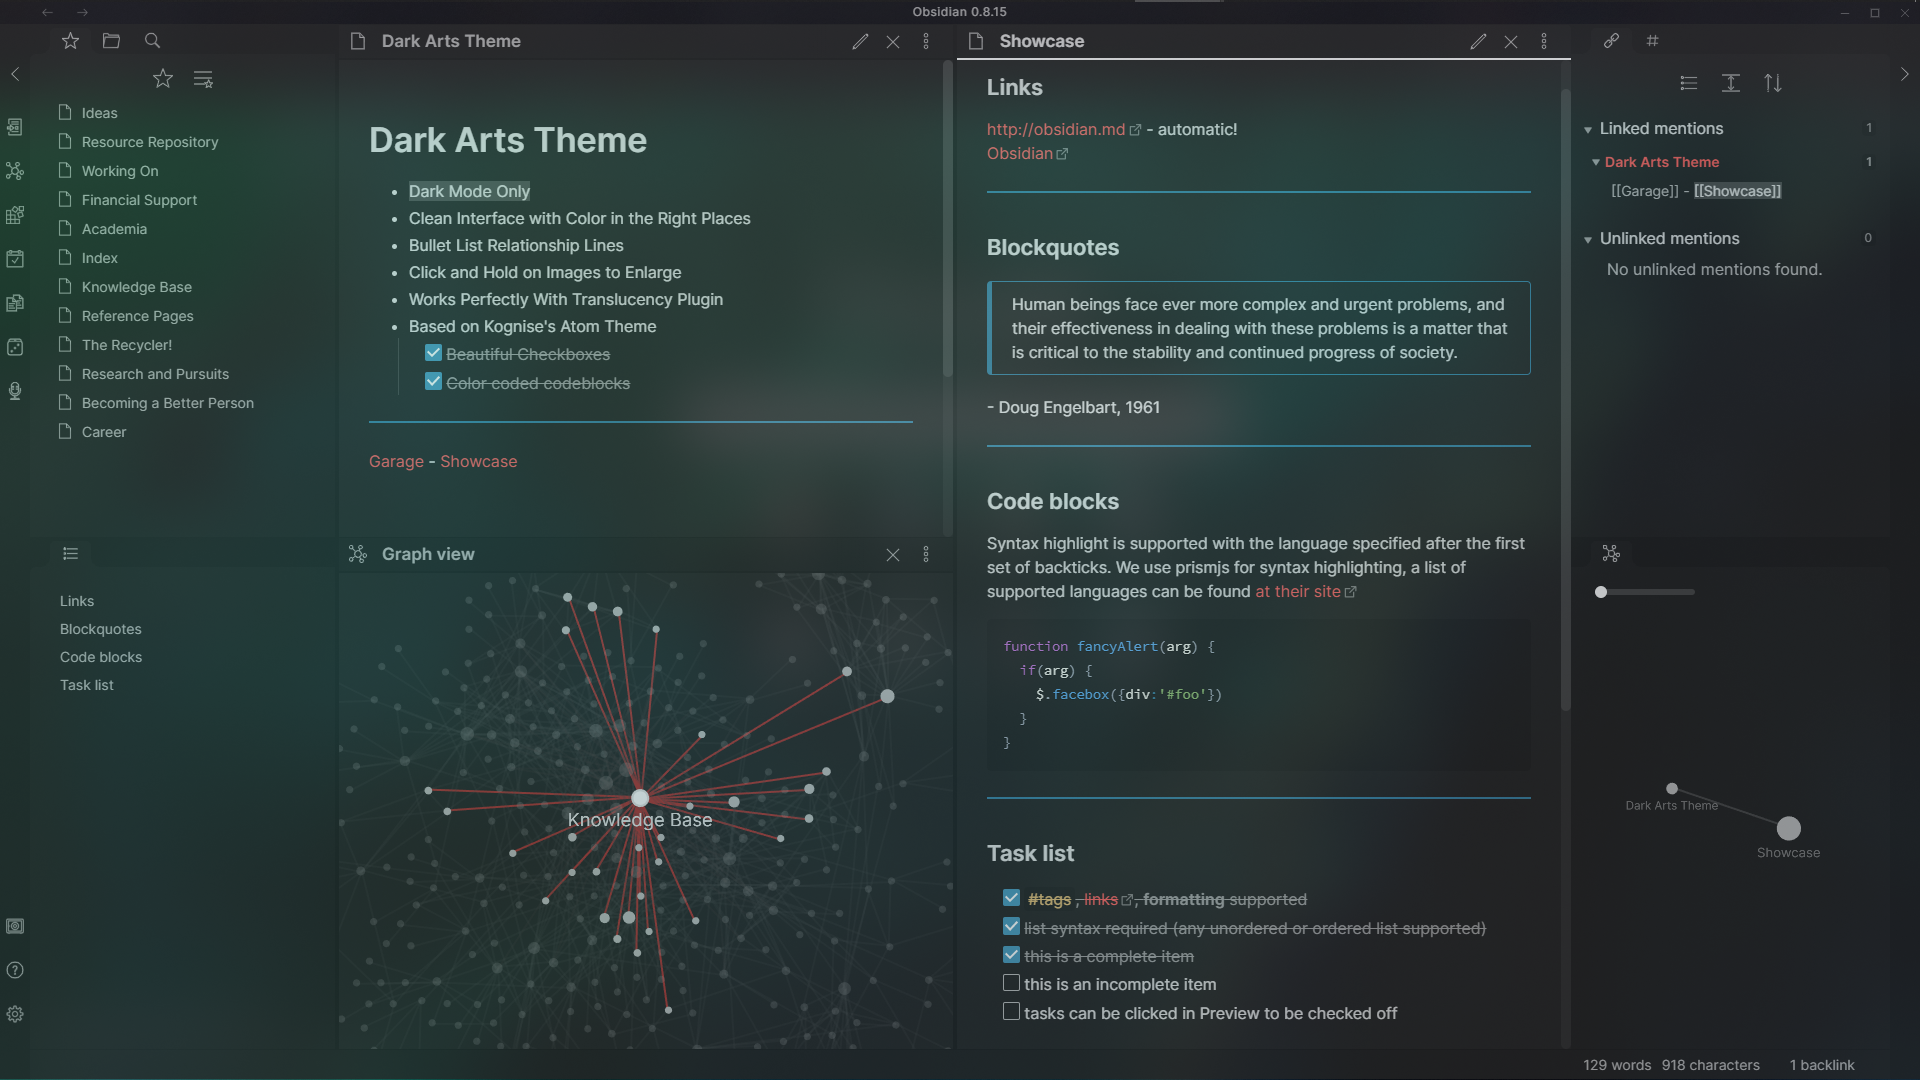 Obsidian 0.8.15
Ideas
Resource Repository
Working On
Financial Support
Academia
Index
Knowledge Base
Reference Pages
The Recycler!
Research and Pursuits
Becoming a Better Person
Career
Links
Blockquotes
Code blocks
Task list
Dark Arts Theme
Dark Arts Theme
Dark Mode Only
Clean Interface with Color in the Right Places
Bullet List Relationship Lines
Click and Hold on Images to Enlarge
Works Perfectly With Translucency Plugin
Based on Kognise's Atom Theme
Beautiful Checkboxes
Color coded codeblocks
Garage - Showcase
Graph view
Knowledge Base
Showcase
Links
http://obsidian.md - automatic!
Obsidian
Blockquotes
Human beings face ever more complex and urgent problems, and
their effectiveness in dealing with these problems is a matter that
is critical to the stability and continued progress of society.
- Doug Engelbart, 1961
Code blocks
Syntax highlight is supported with the language specified after the first
set of backticks. We use prismjs for syntax highlighting, a list of
supported languages can be found at their site
function fancyAlert(arg) {
  if(arg) {
    $.facebox({div:'#foo'})
  }
}
Task list
#tags , links , formatting supported
list syntax required (any unordered or ordered list supported)
this is a complete item
this is an incomplete item
tasks can be clicked in Preview to be checked off
Linked mentions 1
Dark Arts Theme 1
[[Garage]] - [[Showcase]]
Unlinked mentions 0
No unlinked mentions found.
Dark Arts Theme
Showcase
129 words 918 characters 1 backlink